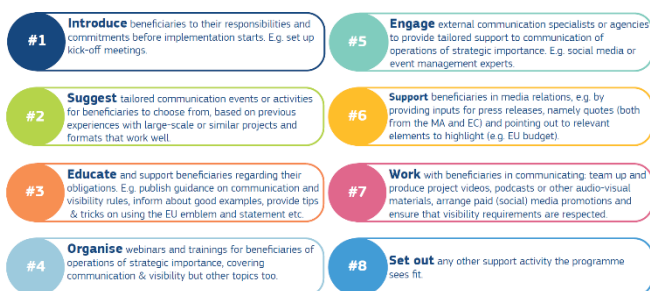 #1
Introduce beneficiaries to their responsibilities and
commitments before implementation starts. E.g. set up
kick-off meetings.
#2
Suggest tailored communication events or activities
for beneficiaries to choose from, based on previous
experiences with large-scale or similar projects and
formats that work well.
#3
Educate and support beneficiaries regarding their
obligations. E.g. publish guidance on communication and
visibility rules, inform about good examples, provide tips
& tricks on using the EU emblem and statement etc.
#4
Organise webinars and trainings for beneficiaries of
operations of strategic importance, covering
communication & visibility but other topics too.
#5
Engage external communication specialists or agencies
to provide tailored support to communication of
operations of strategic importance. E.g. social media or
event management experts.
#6
Support beneficiaries in media relations, e.g. by
providing inputs for press releases, namely quotes (both
from the MA and EC) and pointing out to relevant
elements to highlight (e.g. EU budget).
#7
Work with beneficiaries in communicating: team up and
produce project videos, podcasts or other audio-visual
materials, arrange paid (social) media promotions and
ensure that visibility requirements are respected.
#8
Set out any other support activity the programme
sees fit.